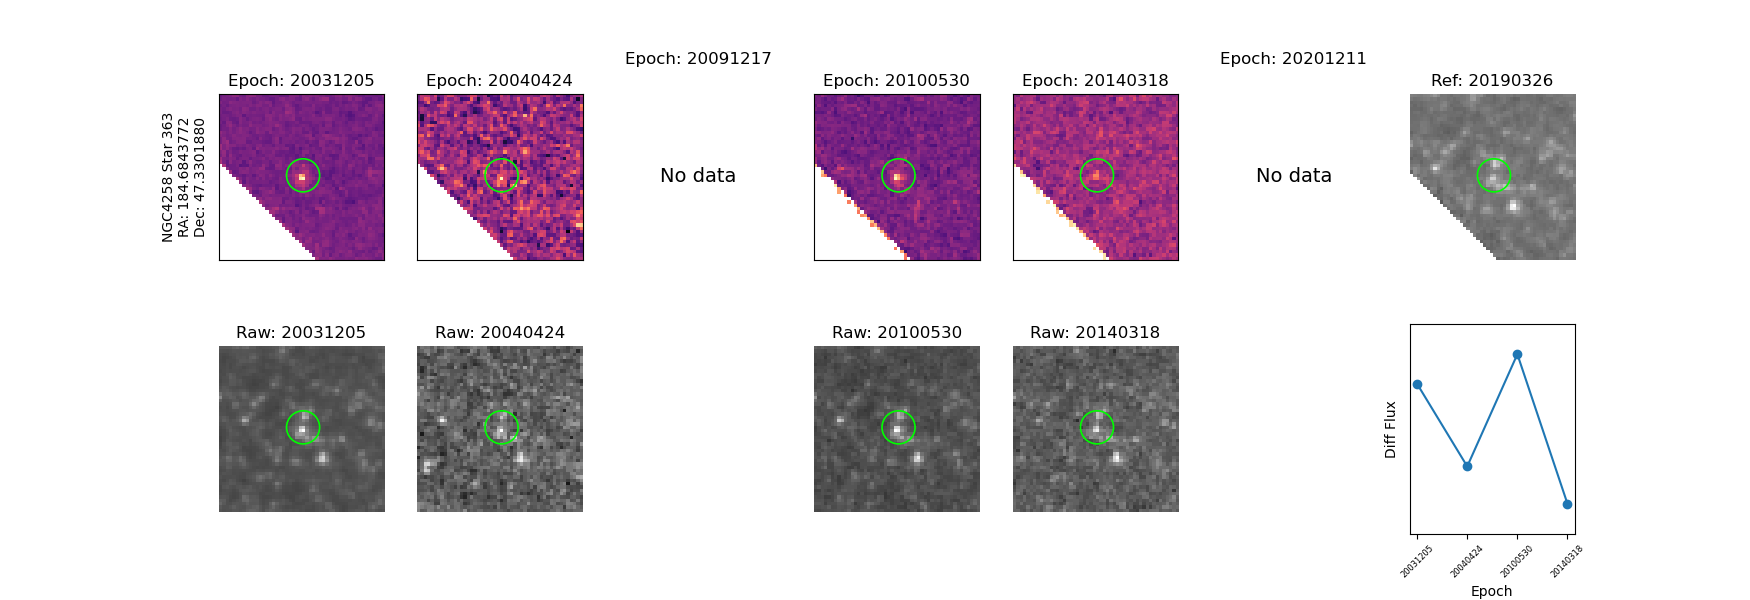 Epoch: 20031205
Epoch: 20040424
Epoch: 20091217
Epoch: 20100530
Epoch: 20140318
Epoch: 20201211
Ref: 20190326
NGC4258 Star 363
RA: 184.6843772
Dec: 47.3301880
No data
No data
Raw: 20031205
Raw: 20040424
Raw: 20100530
Raw: 20140318
Diff Flux
20031205
20040424
20100530
20140318
Epoch